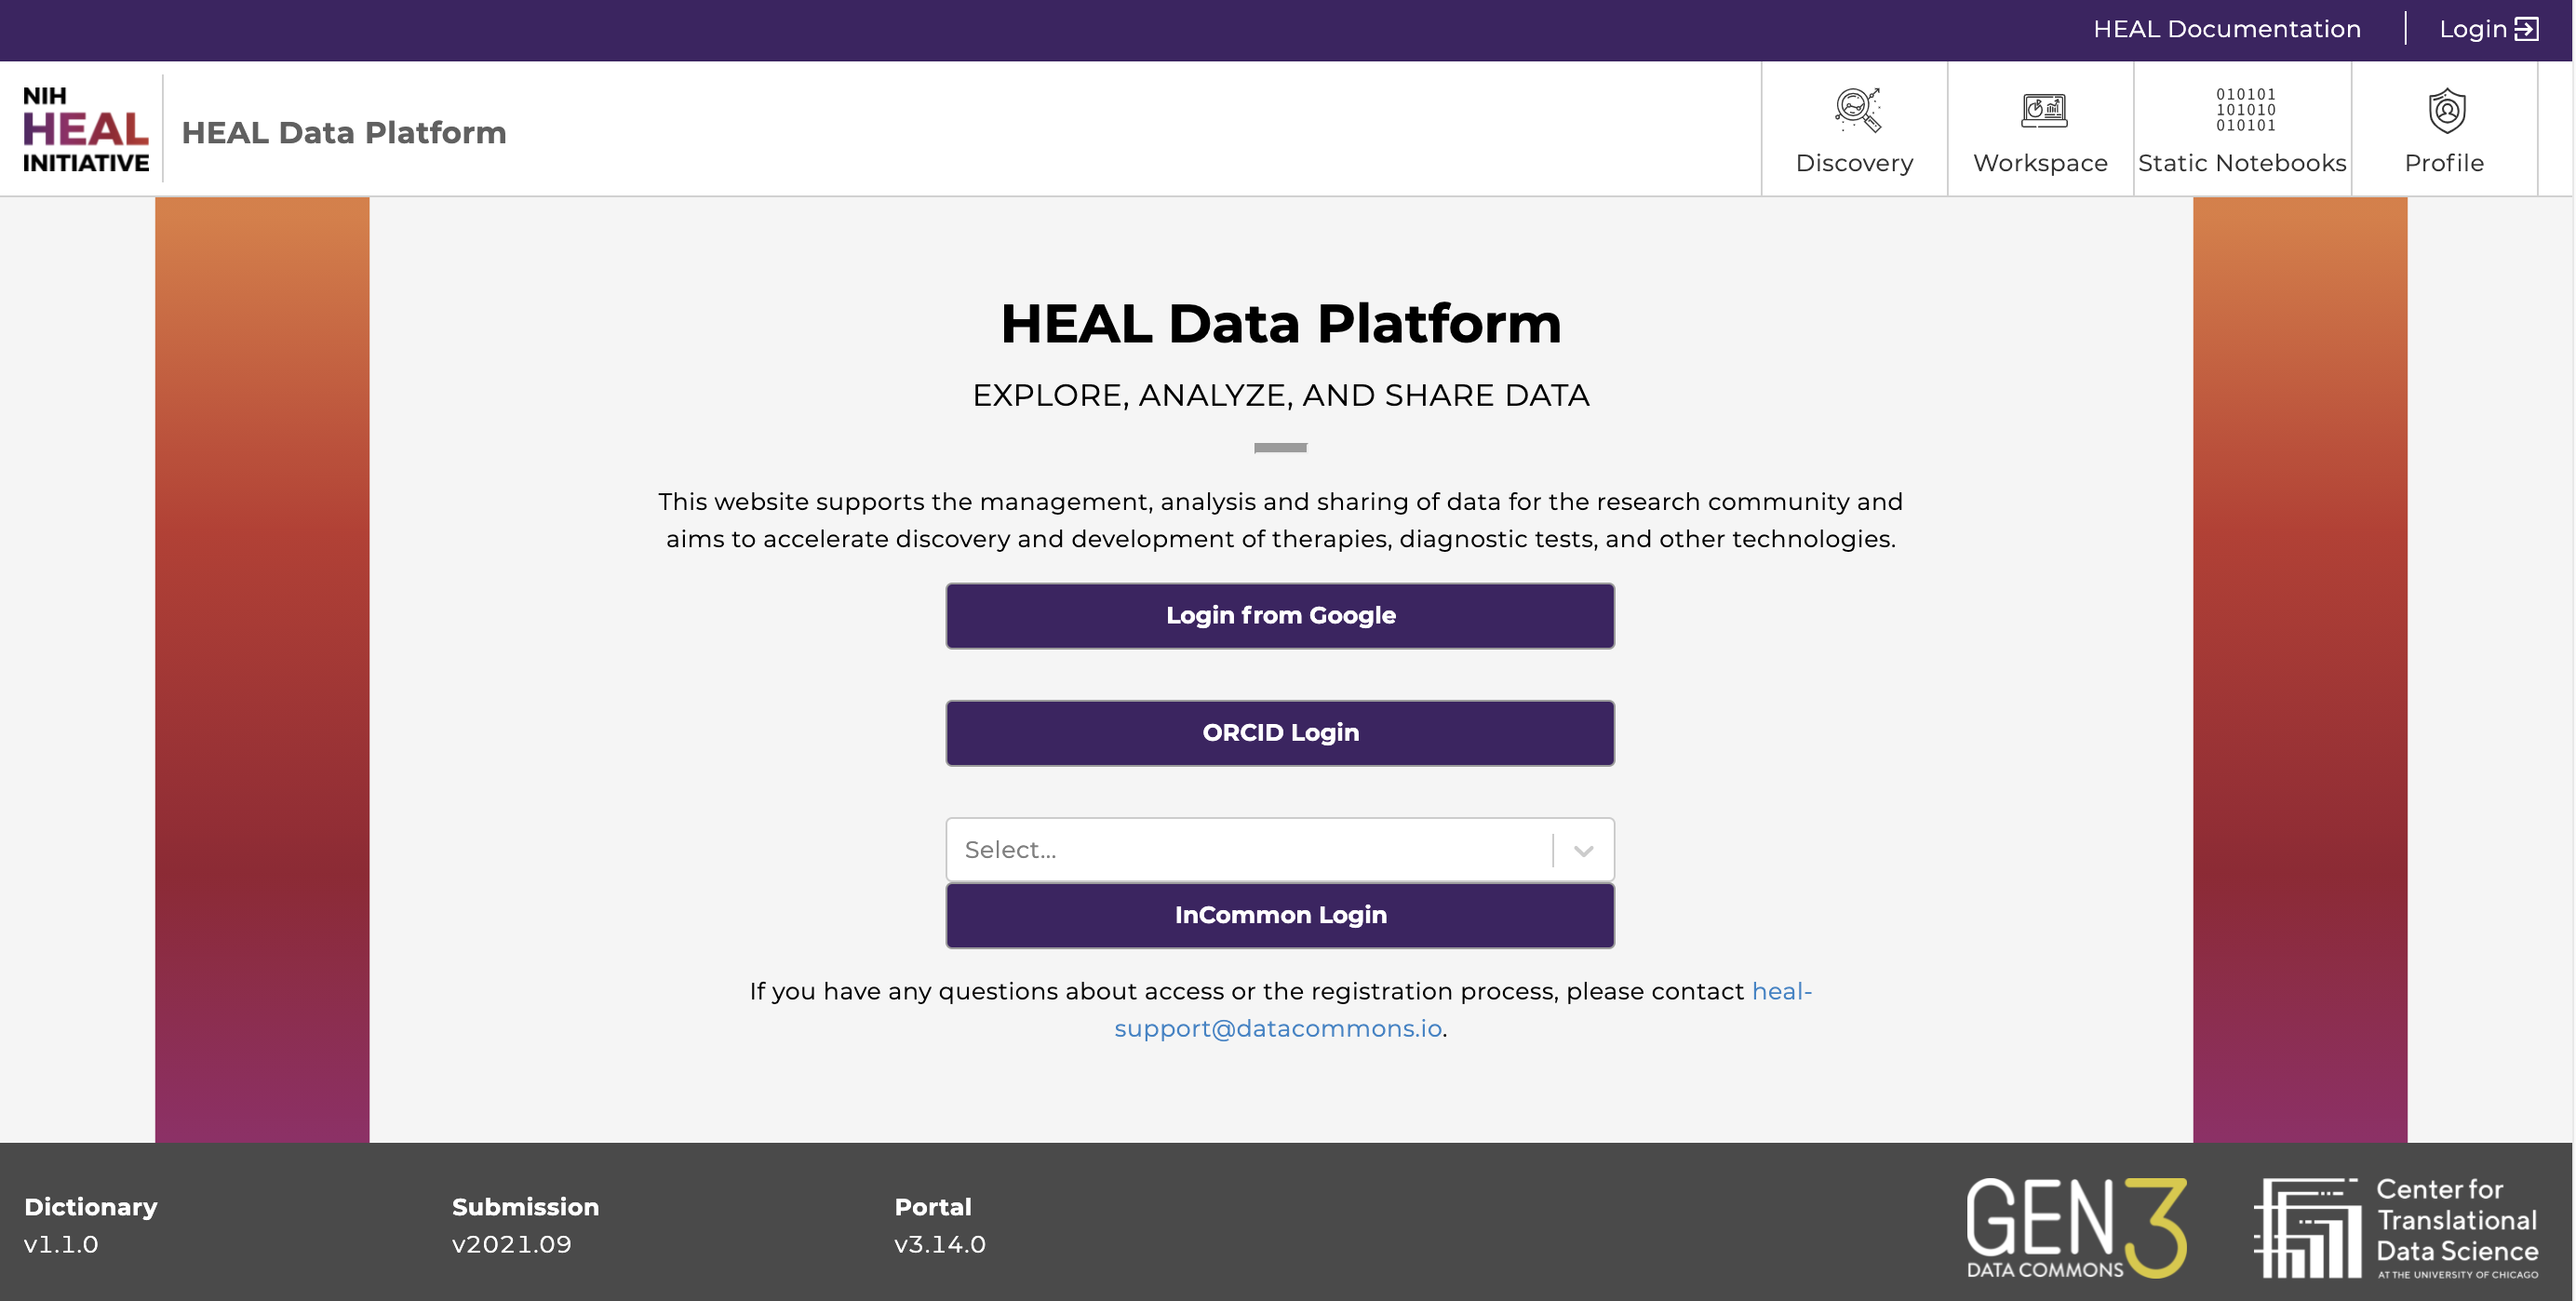 HEAL Documentation
Login
NIH
HEAL
INITIATIVE
HEAL Data Platform
010101
101010
010101
Discovery
Workspace
Static Notebooks
Profile
HEAL Data Platform
EXPLORE, ANALYZE, AND SHARE DATA
This website supports the management, analysis and sharing of data for the research community and
aims to accelerate discovery and development of therapies, diagnostic tests, and other technologies.
Login from Google
ORCID Login
Select...
InCommon Login
If you have any questions about access or the registration process, please contact heal-
support@datacommons.io.
Dictionary
v1.1.0
Submission
v2021.09
Portal
v3.14.0
GEN3
DATA COMMONS
Center for
Translational
Data Science
AT THE UNIVERSITY OF CHICAGO